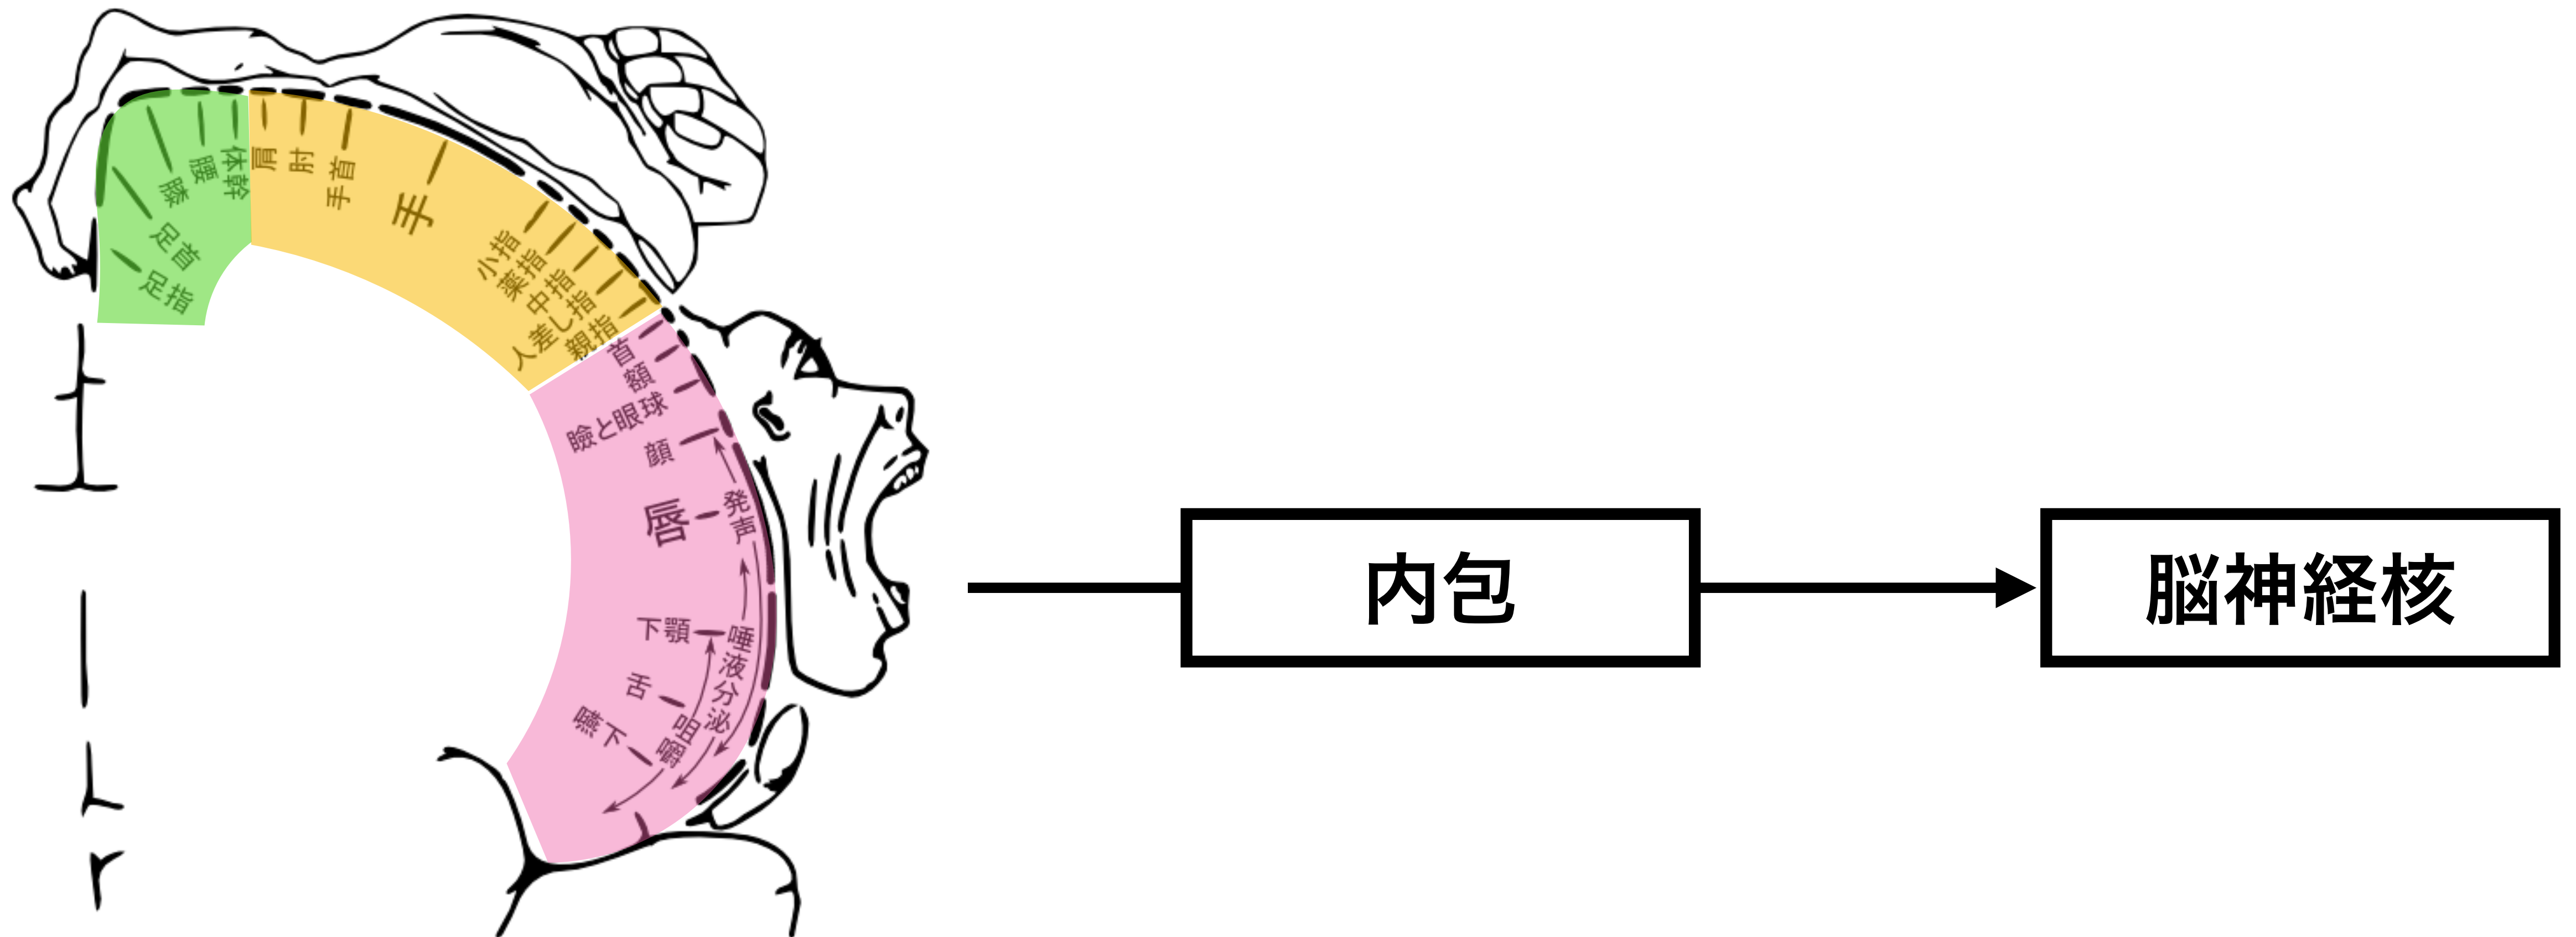 足指
足首
膝
腰
体幹
肩
肘
手首
手
小指
薬指
中指
人差し指
親指
首
額
瞼と眼球
顔
唇
発声
下顎
唾液分泌
舌
咀嚼
嚥下
内包
脳神経核